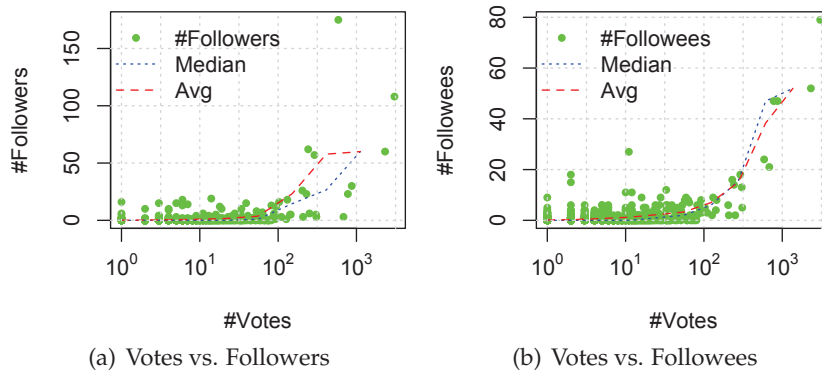 #Followers
Median
Avg
150
100
50
0
#Followers
10^0 10^1 10^2 10^3
#Votes
(a) Votes vs. Followers
#Followees
Median
Avg
80
60
40
20
0
#Followees
10^0 10^1 10^2 10^3
#Votes
(b) Votes vs. Followees